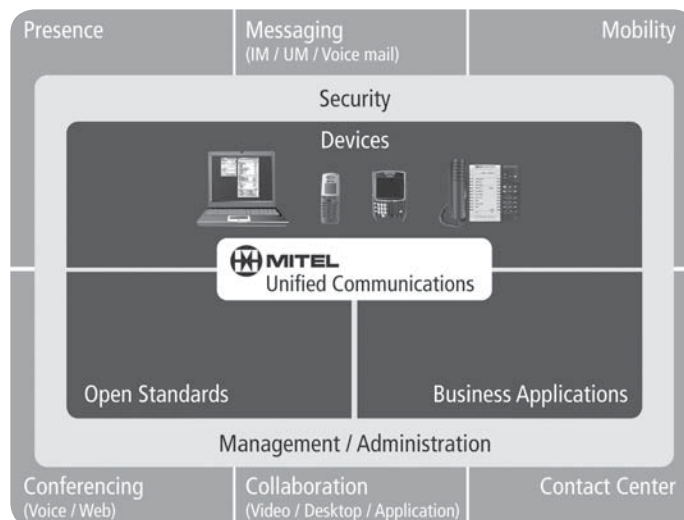 Presence
Messaging
(IM / UM / Voice mail)
Mobility
Security
Devices
MITEL
Unified Communications
Open Standards
Business Applications
Management / Administration
Conferencing
(Voice / Web)
Collaboration
(Video / Desktop / Application)
Contact Center